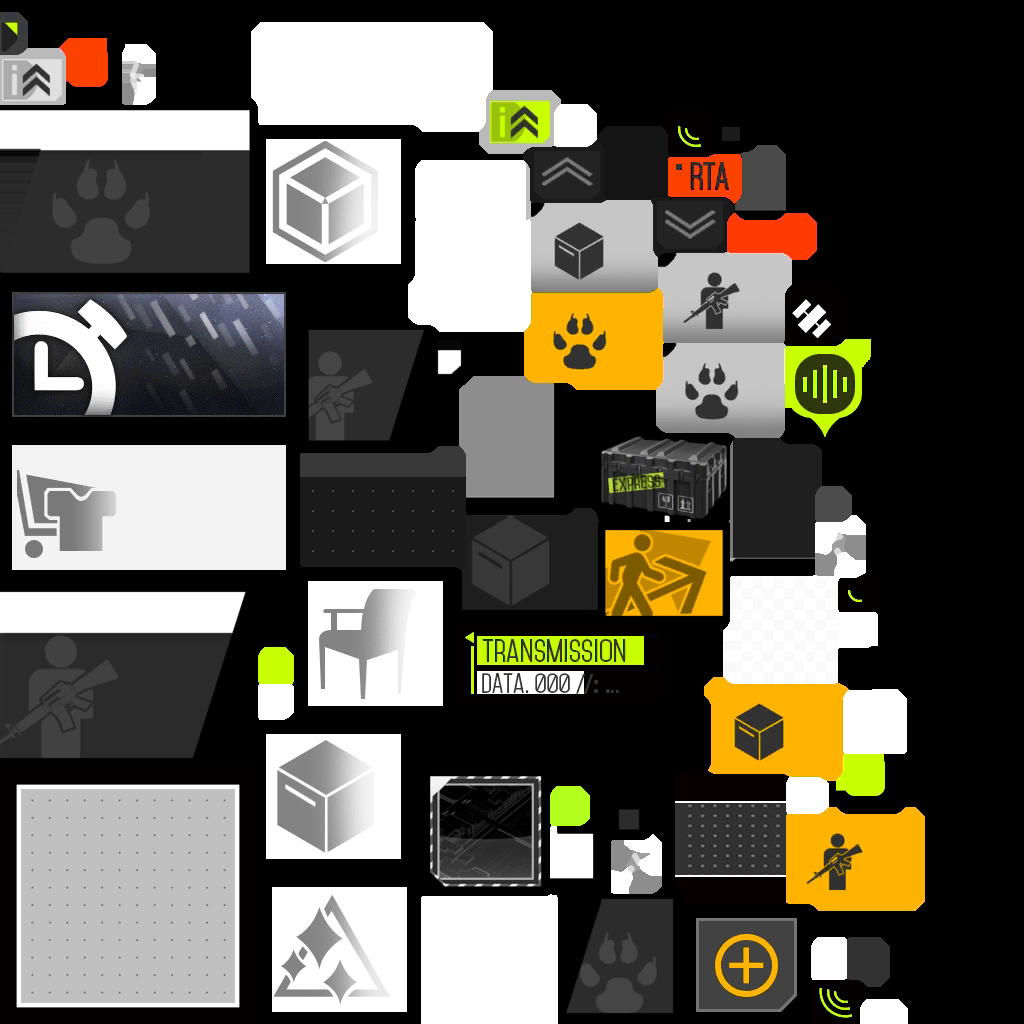 i
i
RTA
EXPRESS
TRANSMISSION
DATA. 000 //: ...